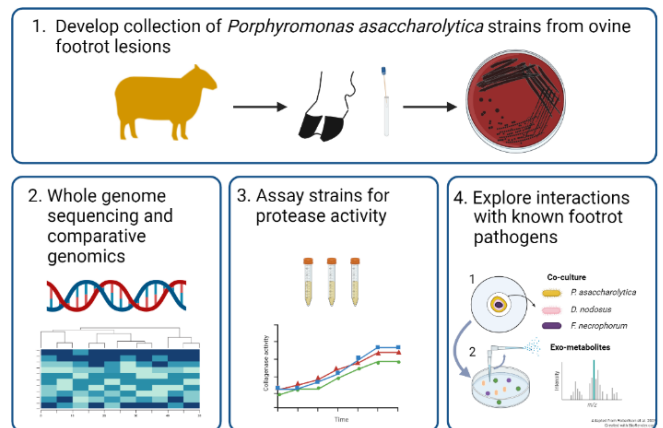 1. Develop collection of Porphyromonas asaccharolytica strains from ovine
footrot lesions
2. Whole genome
sequencing and
comparative
genomics
3. Assay strains for
protease activity
Collagenase activity
Time
4. Explore interactions
with known footrot
pathogens
1
Co-culture
P. asaccharolytica
D. nodosus
F. necrophorum
2
Exo-metabolites
Intensity
m/z